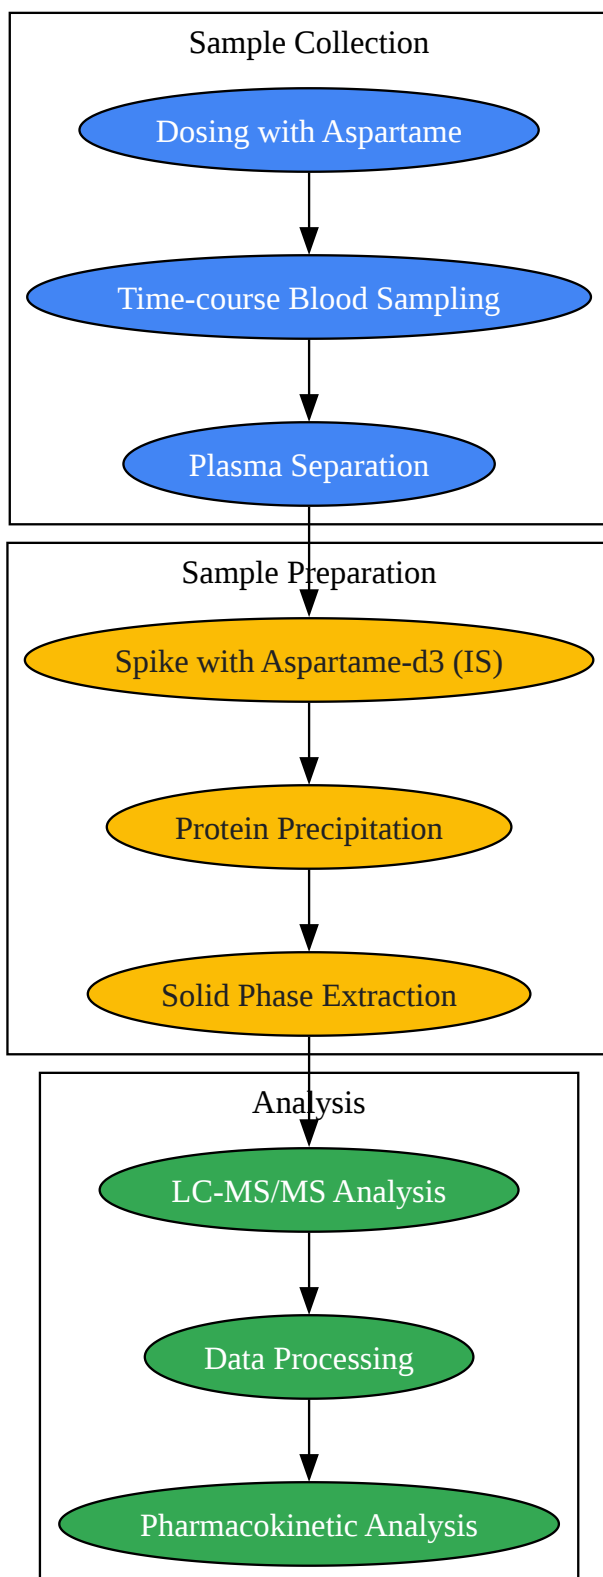 Sample Collection
Dosing with Aspartame
Time-course Blood Sampling
Plasma Separation
Sample Preparation
Spike with Aspartame-d3 (IS)
Protein Precipitation
Solid Phase Extraction
Analysis
LC-MS/MS Analysis
Data Processing
Pharmacokinetic Analysis